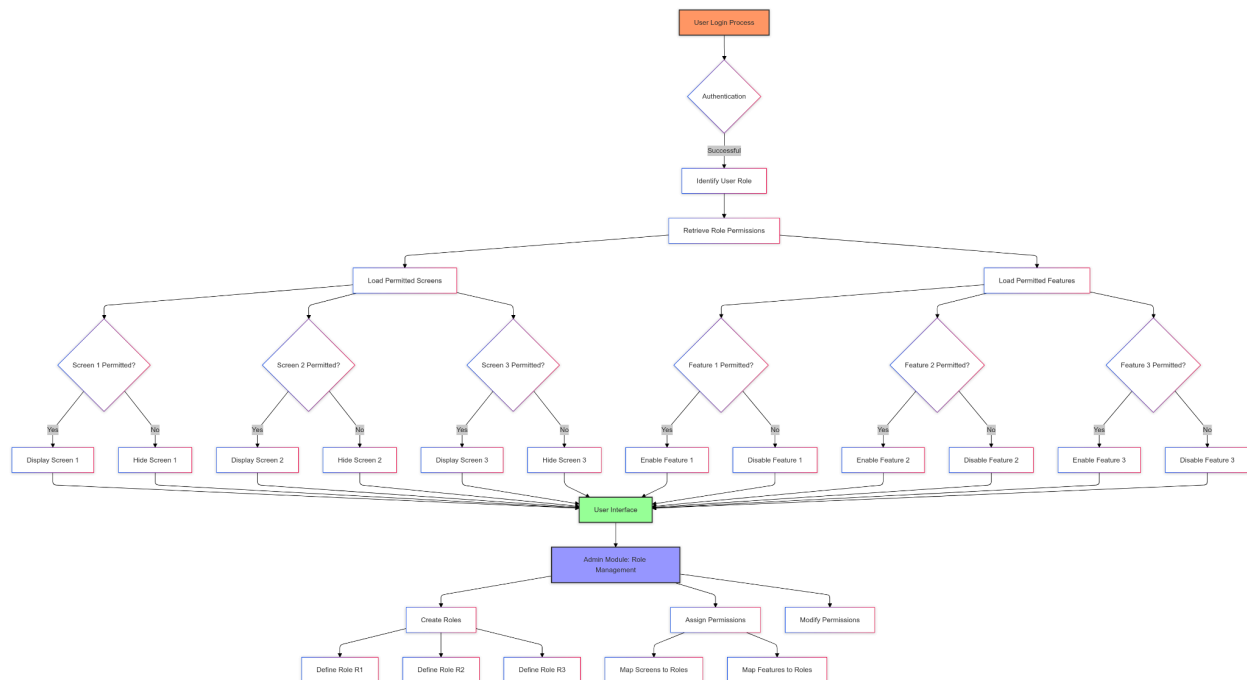 User Login Process
Authentication
Successful
Identify User Role
Retrieve Role Permissions
Load Permitted Screens
Load Permitted Features
Screen 1 Permitted?
Screen 2 Permitted?
Screen 3 Permitted?
Feature 1 Permitted?
Feature 2 Permitted?
Feature 3 Permitted?
Yes
No
Yes
No
Yes
No
Yes
No
Yes
No
Yes
No
Display Screen 1
Hide Screen 1
Display Screen 2
Hide Screen 2
Display Screen 3
Hide Screen 3
Enable Feature 1
Disable Feature 1
Enable Feature 2
Disable Feature 2
Enable Feature 3
Disable Feature 3
User Interface
Admin Module: Role
Management
Create Roles
Assign Permissions
Modify Permissions
Define Role R1
Define Role R2
Define Role R3
Map Screens to Roles
Map Features to Roles